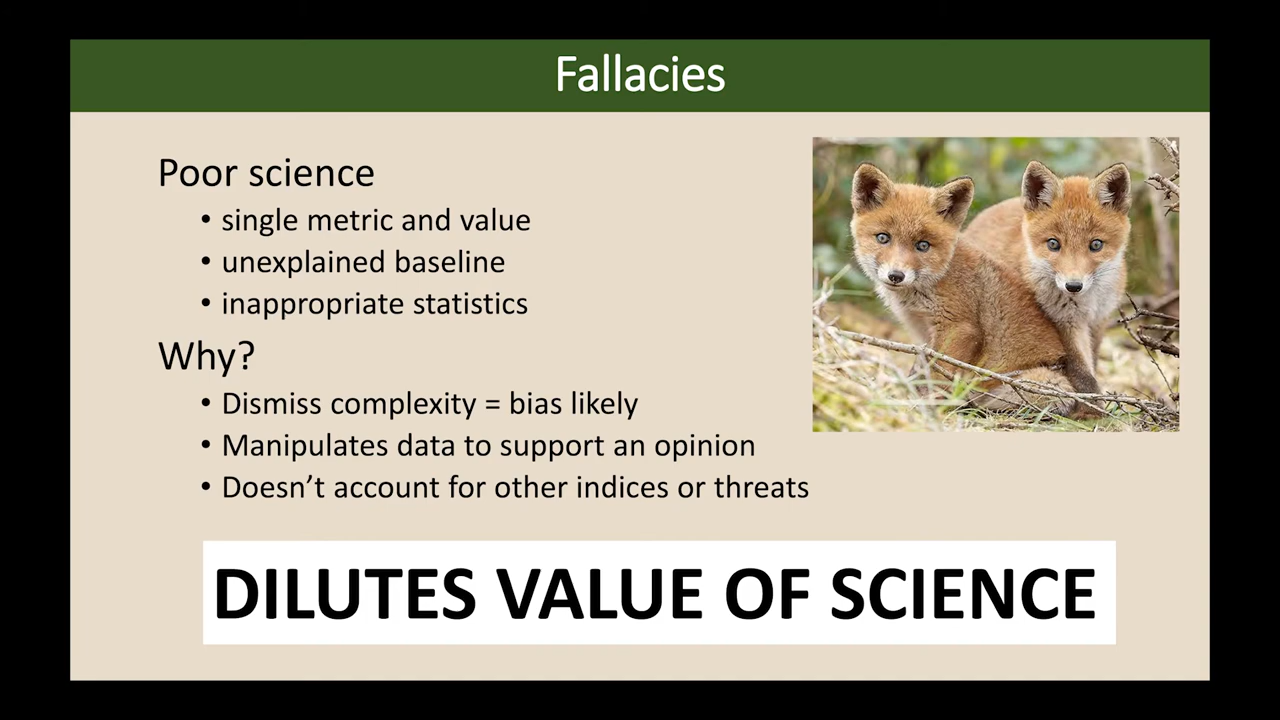 Fallacies
Poor science
• single metric and value
• unexplained baseline
• inappropriate statistics
Why?
• Dismiss complexity = bias likely
• Manipulates data to support an opinion
• Doesn’t account for other indices or threats
DILUTES VALUE OF SCIENCE